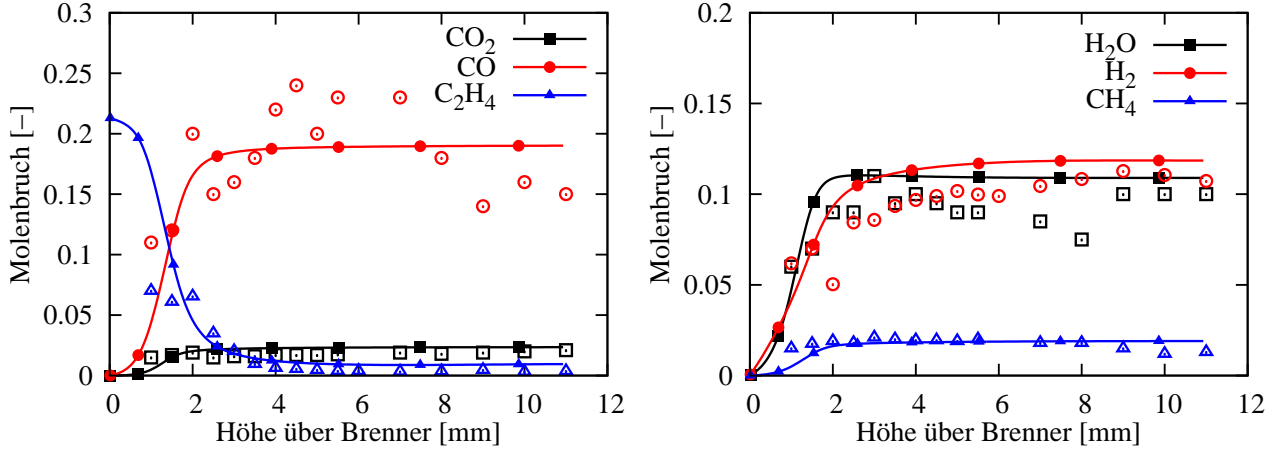 0.3
0.25
0.2
0.15
0.1
0.05
0
Molenbruch [−]
CO₂
CO
C₂H₄
0 2 4 6 8 10 12
Höhe über Brenner [mm]
0.2
0.15
0.1
0.05
0
Molenbruch [−]
H₂O
H₂
CH₄
0 2 4 6 8 10 12
Höhe über Brenner [mm]